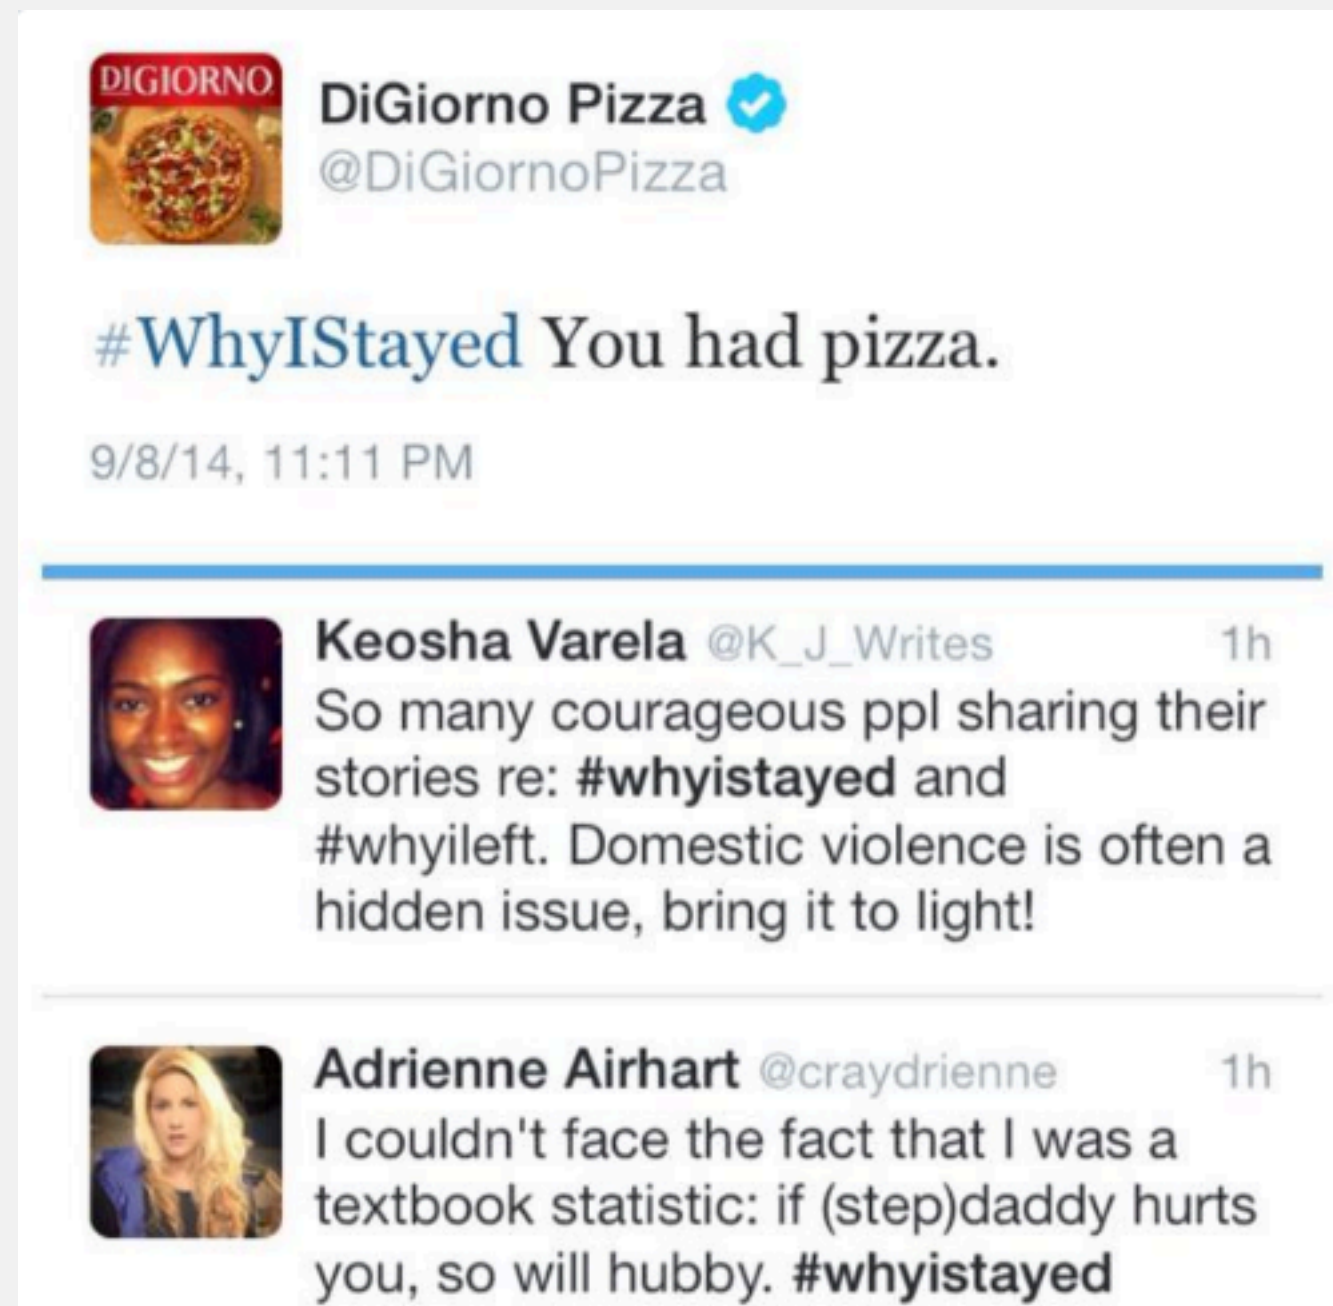 DIGIORNO
DiGiorno Pizza
@DiGiornoPizza
#WhyIStayed You had pizza.
9/8/14, 11:11 PM
Keosha Varela @K_J_Writes 1h
So many courageous ppl sharing their
stories re: #whyistayed and
#whyileft. Domestic violence is often a
hidden issue, bring it to light!
Adrienne Airhart @craydrienne 1h
I couldn't face the fact that I was a
textbook statistic: if (step)daddy hurts
you, so will hubby. #whyistayed